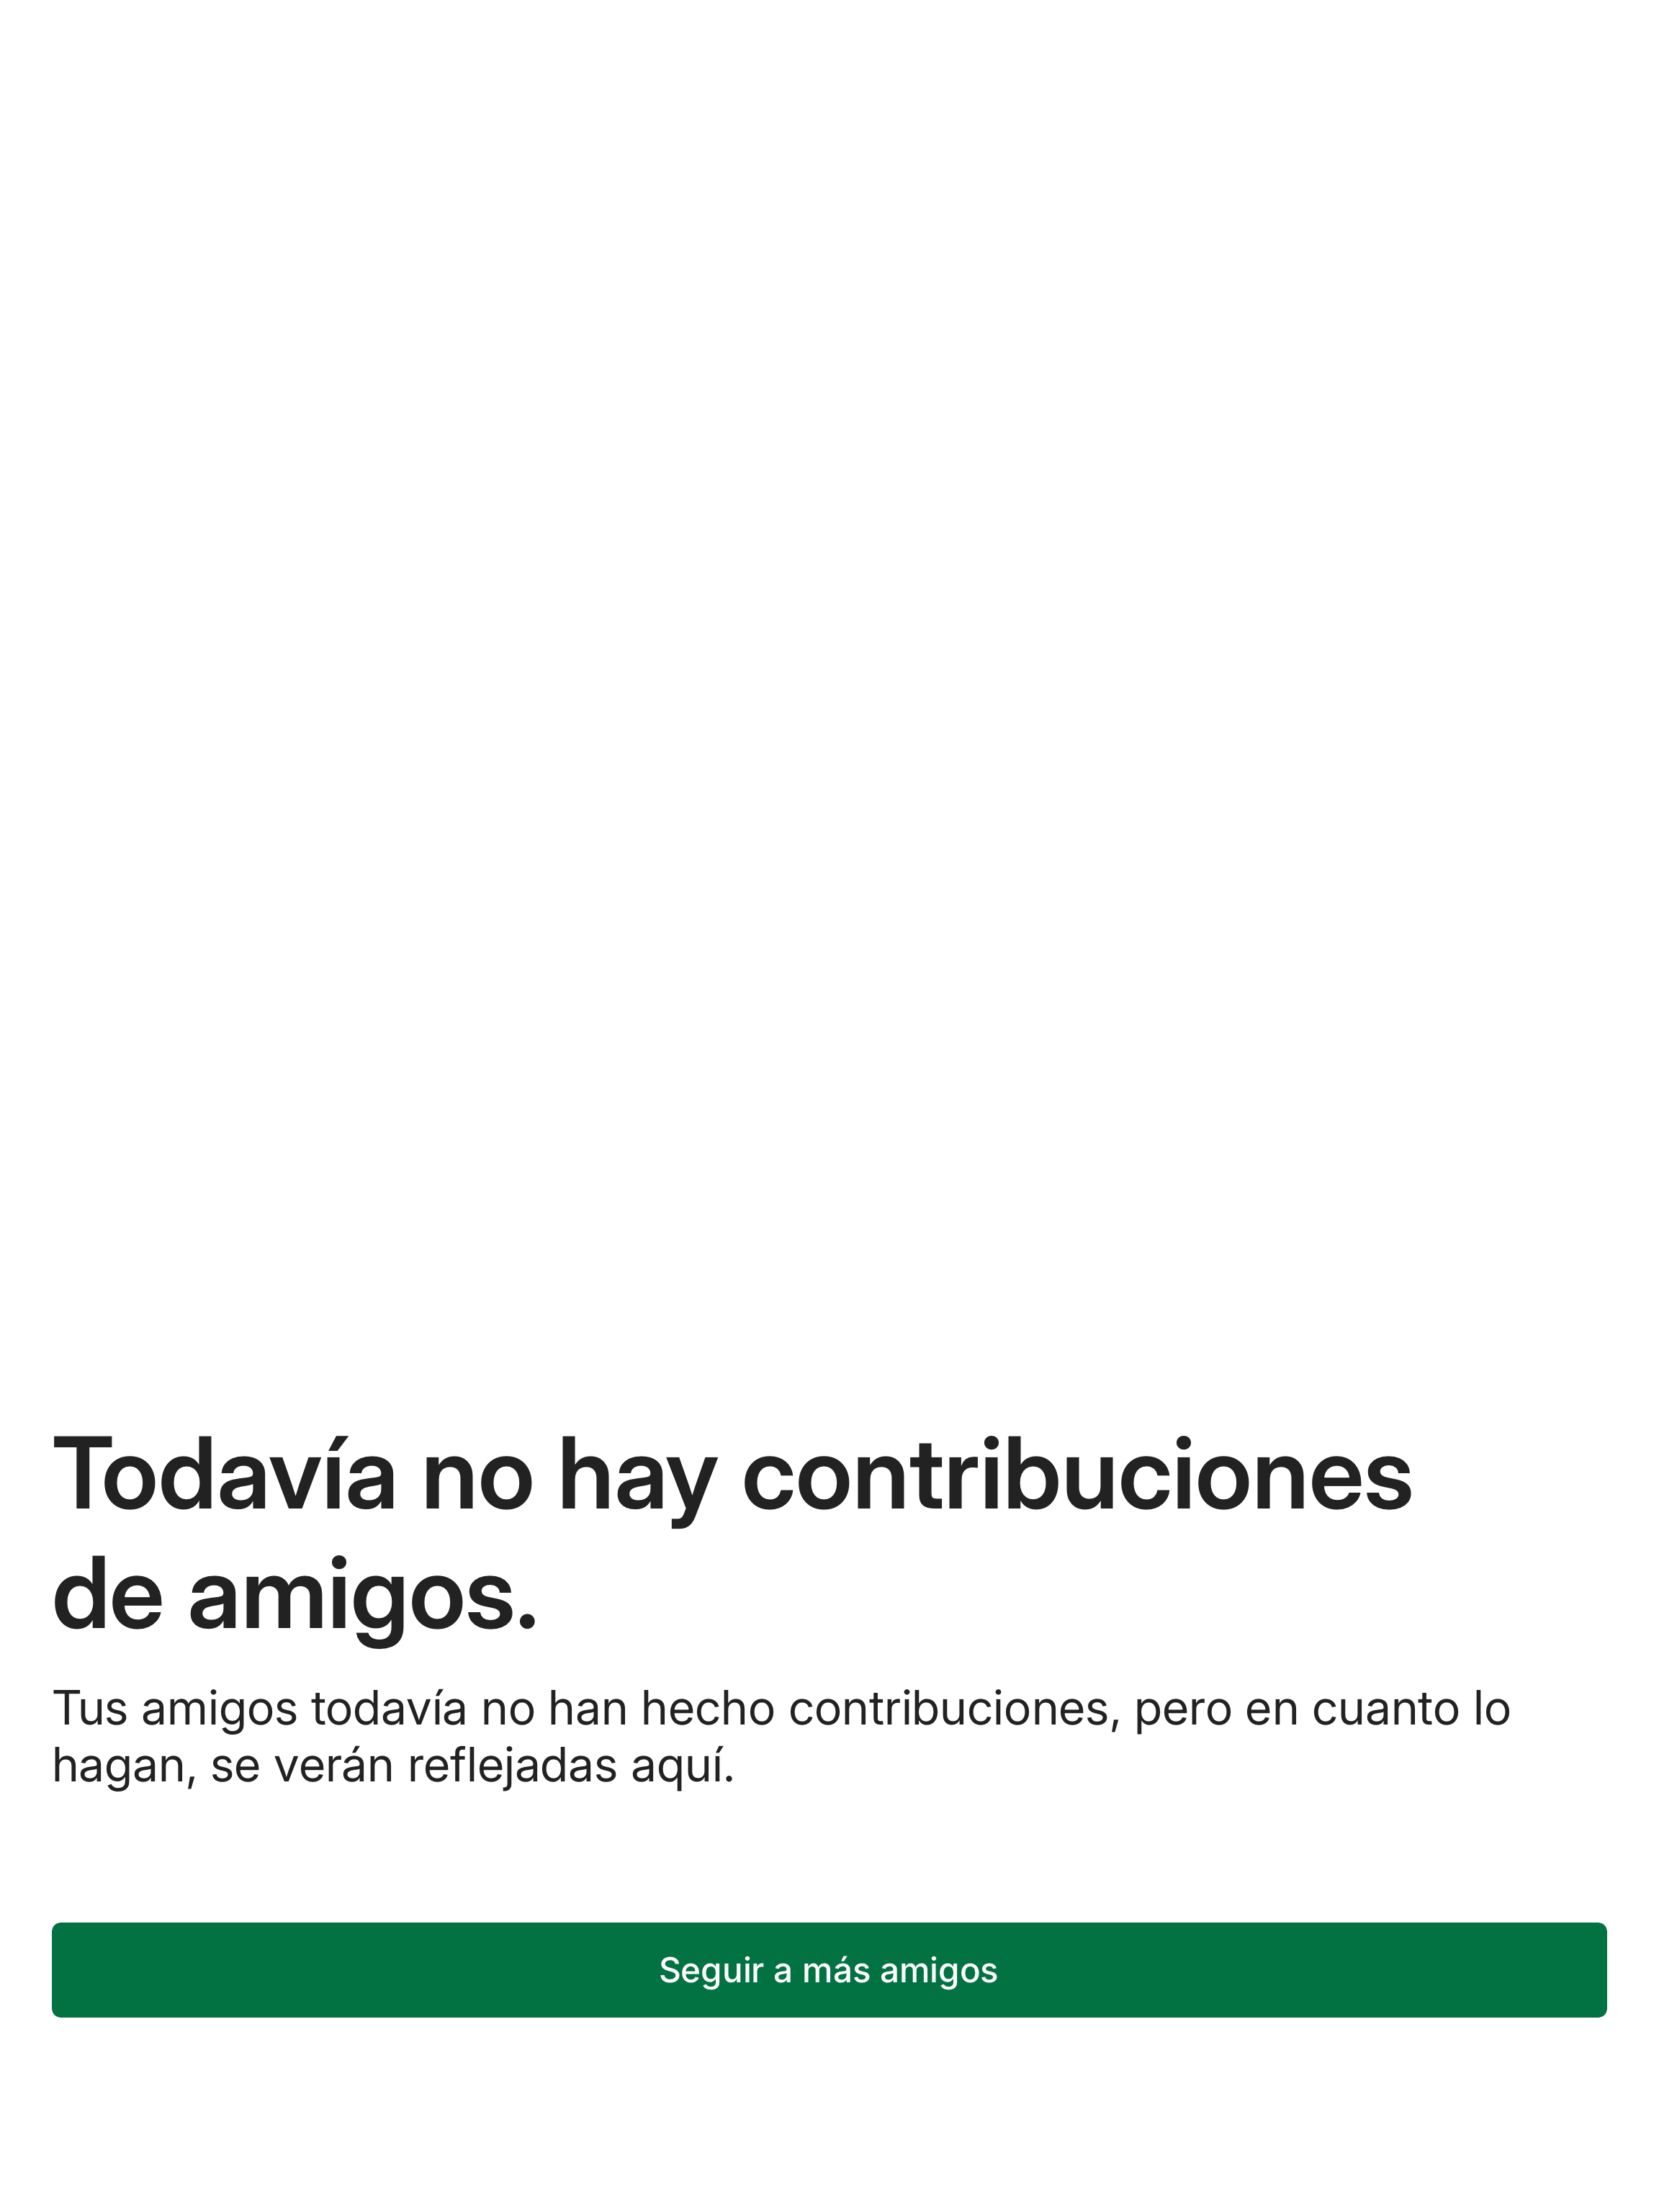 Todavía no hay contribuciones
de amigos.
Tus amigos todavía no han hecho contribuciones, pero en cuanto lo
hagan, se verán reflejadas aquí.
Seguir a más amigos